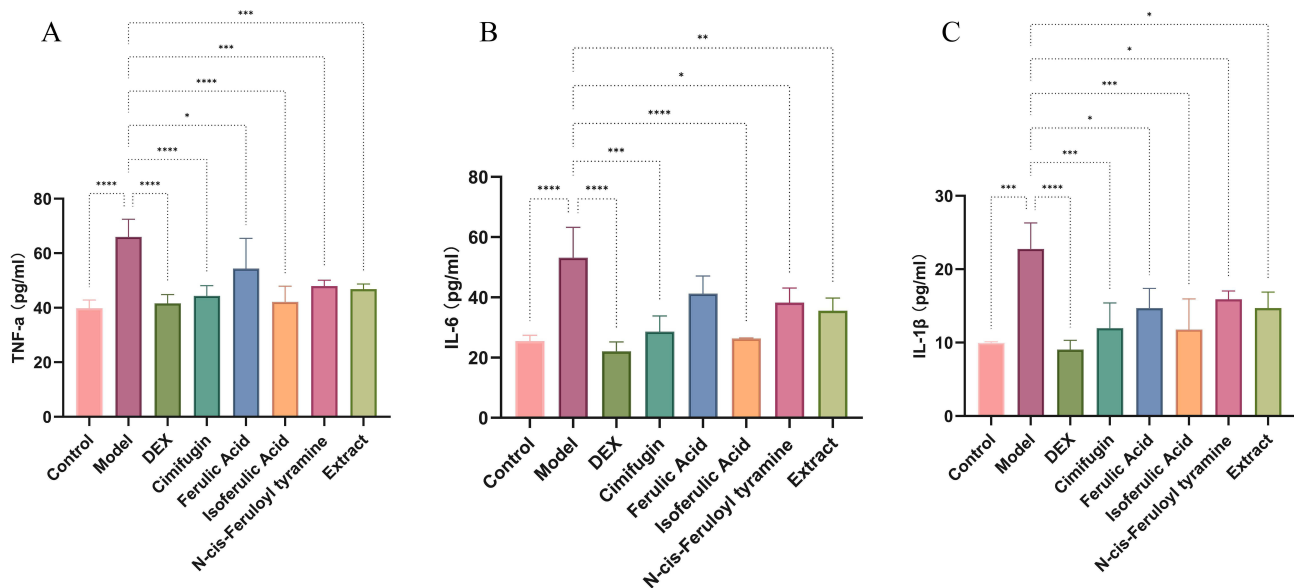 A
***
***
****
*
****
****
****
TNF-a (pg/ml)
80
60
40
20
0
Control
Model
DEX
Cimifugin
Ferulic Acid
Isoferulic Acid
N-cis-Feruloyl tyramine
Extract
B
**
*
****
***
****
****
IL-6 (pg/ml)
80
60
40
20
0
Control
Model
DEX
Cimifugin
Ferulic Acid
Isoferulic Acid
N-cis-Feruloyl tyramine
Extract
C
*
*
***
*
***
***
****
IL-1β (pg/ml)
30
20
10
0
Control
Model
DEX
Cimifugin
Ferulic Acid
Isoferulic Acid
N-cis-Feruloyl tyramine
Extract